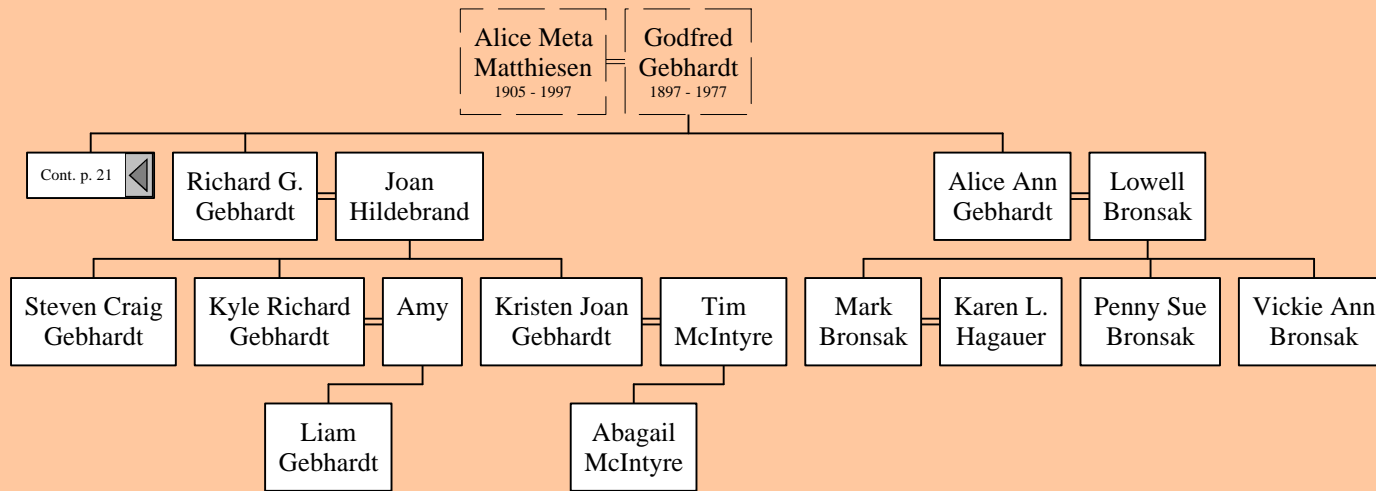 Alice Meta
Matthiesen
1905 - 1997
Godfred
Gebhardt
1897 - 1977
Cont. p. 21
Richard G.
Gebhardt
Joan
Hildebrand
Alice Ann
Gebhardt
Lowell
Bronsak
Steven Craig
Gebhardt
Kyle Richard
Gebhardt
Amy
Kristen Joan
Gebhardt
Tim
McIntyre
Mark
Bronsak
Karen L.
Hagauer
Penny Sue
Bronsak
Vickie Ann
Bronsak
Liam
Gebhardt
Abagail
McIntyre